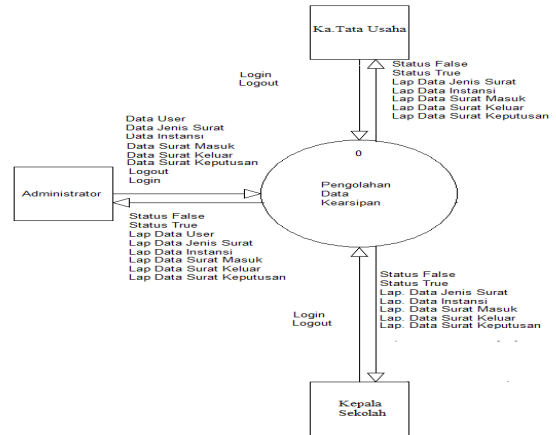 Ka.Tata Usaha
Login
Logout
Status False
Status True
Lap Data Jenis Surat
Lap Data Instansi
Lap Data Surat Masuk
Lap Data Surat Keluar
Lap Data Surat Keputusan
Data User
Data Jenis Surat
Data Instansi
Data Surat Masuk
Data Surat Keluar
Data Surat Keputusan
Logout
Login
Administrator
0
Pengolahan
Data
Kearsipan
Status False
Status True
Lap Data User
Lap Data Jenis Surat
Lap Data Instansi
Lap Data Surat Masuk
Lap Data Surat Keluar
Lap Data Surat Keputusan
Login
Logout
Status False
Status True
Lap. Data Jenis Surat
Lap. Data Instansi
Lap. Data Surat Masuk
Lap. Data Surat Keluar
Lap. Data Surat Keputusan
Kepala
Sekolah